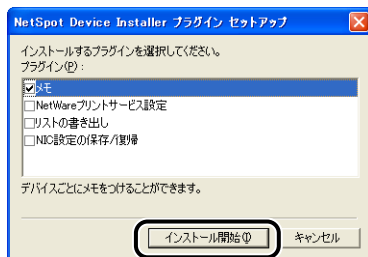 NetSpot Device Installer プラグイン セットアップ
インストールするプラグインを選択してください。
プラグイン(P):
メモ
NetWareプリントサービス設定
リストの書き出し
NIC設定の保存/復帰
デバイスごとにメモをつけることができます。
インストール開始(I)
キャンセル